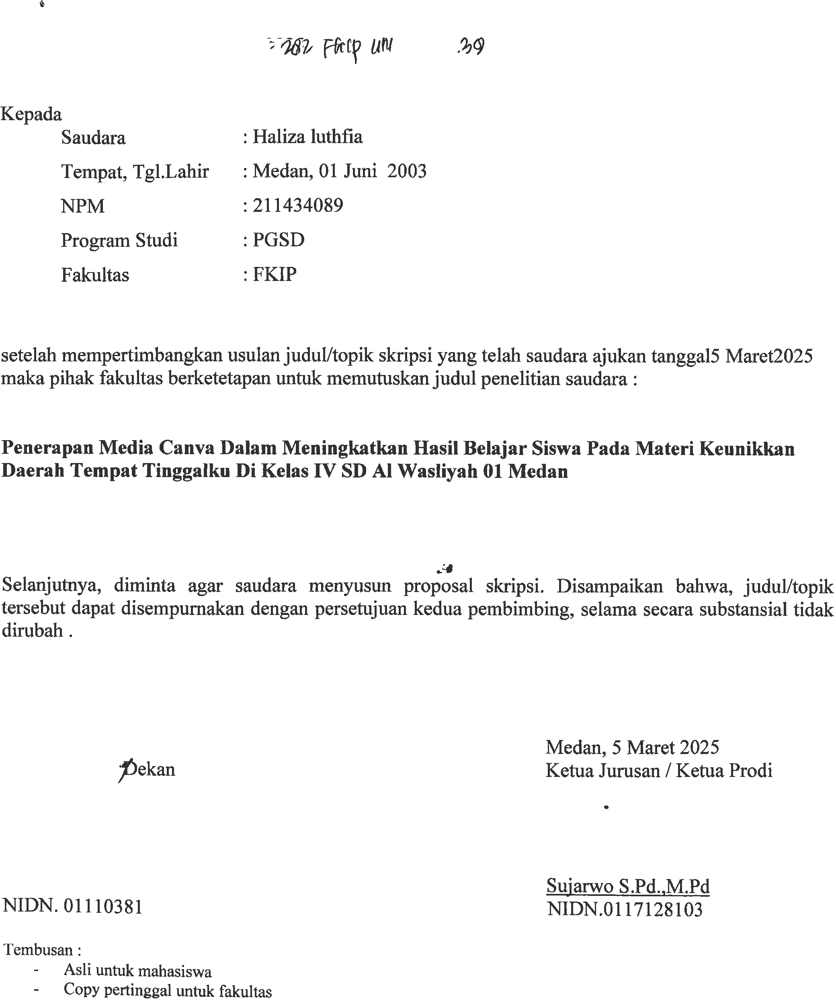 282 FKIP UN 39
Kepada
Saudara : Haliza luthfia
Tempat, Tgl.Lahir : Medan, 01 Juni 2003
NPM : 211434089
Program Studi : PGSD
Fakultas : FKIP
setelah mempertimbangkan usulan judul/topik skripsi yang telah saudara ajukan tanggal5 Maret2025
maka pihak fakultas berketetapan untuk memutuskan judul penelitian saudara :
Penerapan Media Canva Dalam Meningkatkan Hasil Belajar Siswa Pada Materi Keunikkan
Daerah Tempat Tinggalku Di Kelas IV SD Al Wasliyah 01 Medan
Selanjutnya, diminta agar saudara menyusun proposal skripsi. Disampaikan bahwa, judul/topik
tersebut dapat disempurnakan dengan persetujuan kedua pembimbing, selama secara substansial tidak
dirubah .
Medan, 5 Maret 2025
Dekan
Ketua Jurusan / Ketua Prodi
Sujarwo S.Pd.,M.Pd
NIDN. 01110381
NIDN.0117128103
Tembusan :
- Asli untuk mahasiswa
- Copy pertinggal untuk fakultas